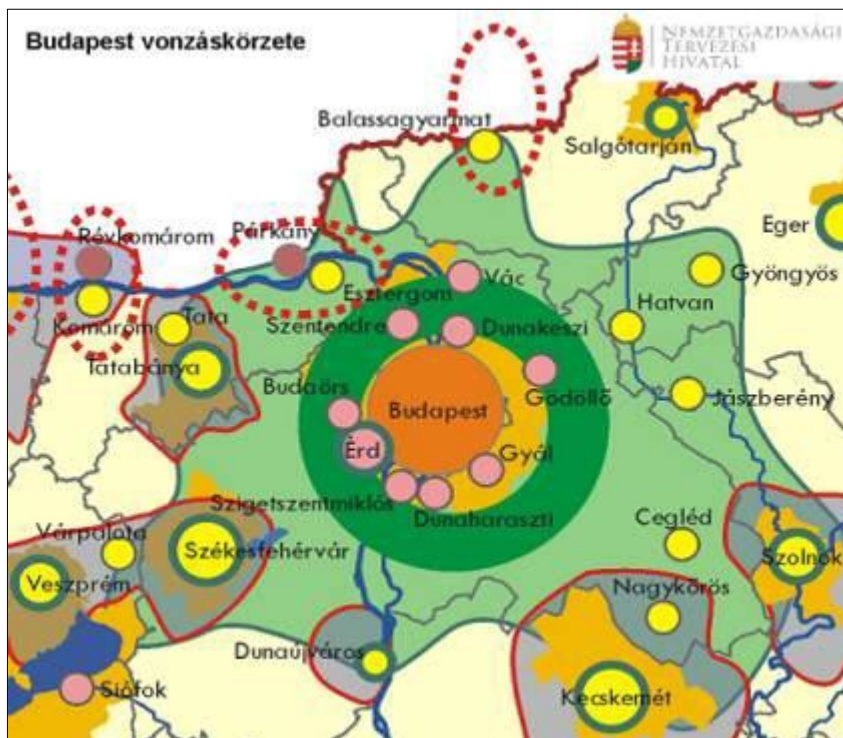 Budapest vonzáskörzete
NEMZETGAZDASÁGI
TERVEZÉSI
HIVATAL
Balassagyarmat
Salgótarján
Révkomárom
Párkány
Eger
Vác
Gyöngyös
Esztergom
Hatvan
Komárom
Tata
Szentendre
Dunakeszi
Tatabánya
Budaörs
Gödöllő
Jászberény
Budapest
Érd
Gyál
Szigetszentmiklós
Dunaharaszti
Cegléd
Várpalota
Székesfehérvár
Szolnok
Veszprém
Nagykőrös
Dunaújváros
Siófok
Kecskemét